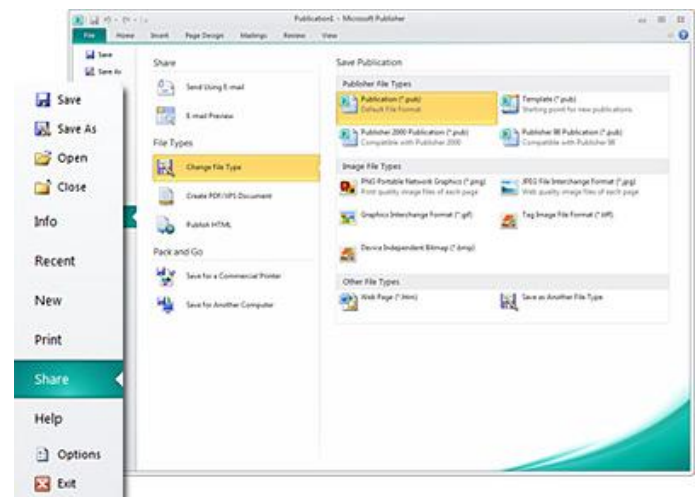 Publication1 - Microsoft Publisher
File Home Insert Page Design Mailings Review View
Save
Save As
Save
Save As
Open
Close
Info
Recent
New
Print
Share
Help
Options
Exit
Share
Send Using E-mail
E-mail Preview
File Types
Change File Type
Create PDF/XPS Document
Publish HTML
Pack and Go
Save for a Commercial Printer
Save for Another Computer
Save Publication
Publisher File Types
Publication (*.pub)
Default File Format
Template (*.pub)
Starting point for new publications
Publisher 2000 Publication (*.pub)
Compatible with Publisher 2000
Publisher 98 Publication (*.pub)
Compatible with Publisher 98
Image File Types
PNG Portable Network Graphics (*.png)
Print quality image files of each page
JPEG File Interchange Format (*.jpg)
Web quality image files of each page
Graphics Interchange Format (*.gif)
Tag Image File Format (*.tiff)
Device Independent Bitmap (*.bmp)
Other File Types
Web Page (*.htm)
Save as Another File Type